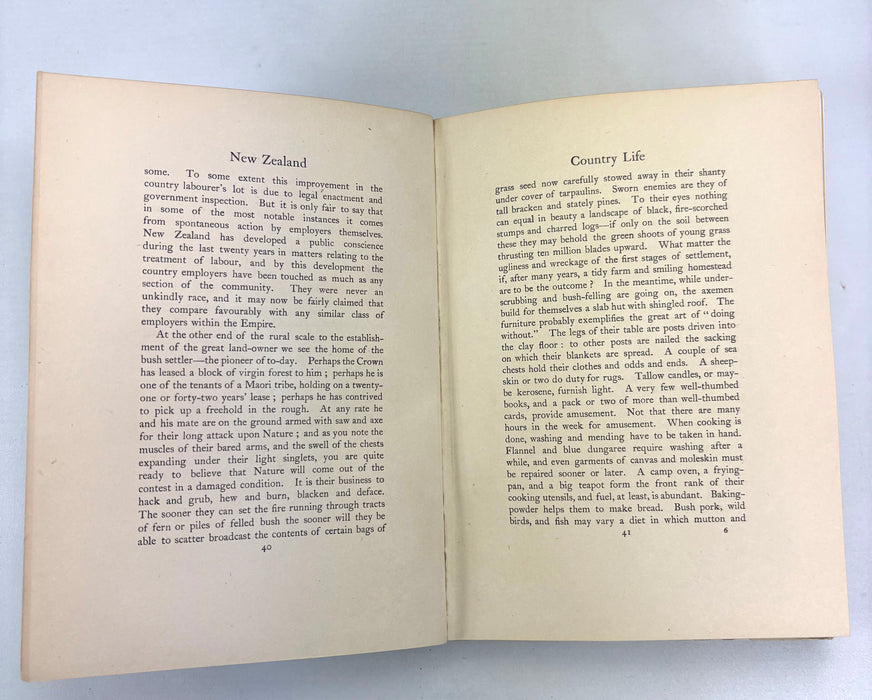 New Zealand
some. To some extent this improvement in the
country labourer's lot is due to legal enactment and
government inspection. But it is only fair to say that
in some of the most notable instances it comes
from spontaneous action by employers themselves.
New Zealand has developed a public conscience
during the last twenty years in matters relating to the
treatment of labour, and by this development the
country employers have been touched as much as any
section of the community. They were never an
unkindly race, and it may now be fairly claimed that
they compare favourably with any similar class of
employers within the Empire.
At the other end of the rural scale to the establish-
ment of the great land-owner we see the home of the
bush settler—the pioneer of to-day. Perhaps the Crown
has leased a block of virgin forest to him; perhaps he is
one of the tenants of a Maori tribe, holding on a twenty-
one or forty-two years' lease; perhaps he has contrived
to pick up a freehold in the rough. At any rate he
and his mate are on the ground armed with saw and axe
for their long attack upon Nature; and as you note the
muscles of their bared arms, and the swell of the chests
expanding under their light singlets, you are quite
ready to believe that Nature will come out of the
contest in a damaged condition. It is their business to
hack and grub, hew and burn, blacken and deface.
The sooner they can set the fire running through tracts
of fern or piles of felled bush the sooner will they be
able to scatter broadcast the contents of certain bags of
40
Country Life
grass seed now carefully stowed away in their shanty
under cover of tarpaulins. Sworn enemies are they of
tall bracken and stately pines. To their eyes nothing
can equal in beauty a landscape of black, fire-scorched
stumps and charred logs—if only on the soil between
these they may behold the green shoots of young grass
thrusting ten million blades upward. What matter the
ugliness and wreckage of the first stages of settlement,
if, after many years, a tidy farm and smiling homestead
are to be the outcome? In the meantime, while under-
scrubbing and bush-felling are going on, the axemen
build for themselves a slab hut with shingled roof. The
furniture probably exemplifies the great art of "doing
without." The legs of their table are posts driven into
the clay floor: to other posts are nailed the sacking
on which their blankets are spread. A couple of sea
chests hold their clothes and odds and ends. A sheep-
skin or two do duty for rugs. Tallow candles, or may-
be kerosene, furnish light. A very few well-thumbed
books, and a pack or two of more than well-thumbed
cards, provide amusement. Not that there are many
hours in the week for amusement. When cooking is
done, washing and mending have to be taken in hand.
Flannel and blue dungaree require washing after a
while, and even garments of canvas and moleskin must
be repaired sooner or later. A camp oven, a frying-
pan, and a big teapot form the front rank of their
cooking utensils, and fuel, at least, is abundant. Baking-
powder helps them to make bread. Bush pork, wild
birds, and fish may vary a diet in which mutton and
41 6